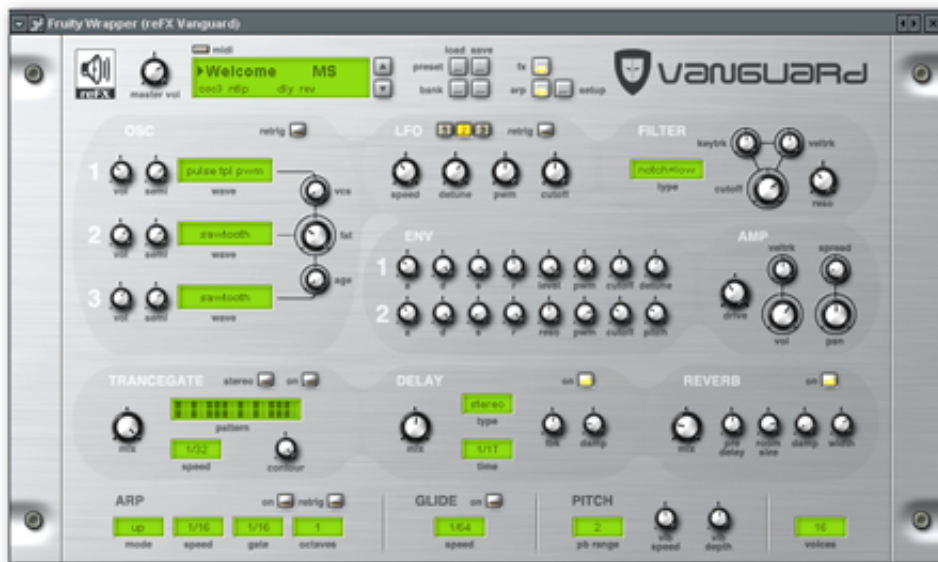 Fruity Wrapper (reFX Vanguard)
midi
load save
Welcome MS
preset
fx
VANGUARD
osc3 ntlp dly rev
reFX
master vol
bank
arp
setup
OSC
retrig
LFO
1 2 3
retrig
FILTER
keytrk
veltrk
1
pulse tpl pwm
notch+low
vol
semi
wave
vcs
speed
detune
pwm
cutoff
type
cutoff
reso
2
sawtooth
fat
vol
semi
wave
ENV
AMP
1
a d s r level pwm cutoff detune
veltrk
spread
3
sawtooth
age
vol
semi
wave
2
a d s r reso pwm cutoff pitch
drive
vol
pan
TRANCEGATE
stereo
on
DELAY
on
REVERB
on
mix
pattern
1/32
speed
contour
mix
stereo
type
1/1T
time
fbk
damp
mix
pre delay
room size
damp
width
ARP
on
retrig
GLIDE
on
PITCH
up
1/16
1/16
1
1/64
2
16
mode
speed
gate
octaves
speed
pb range
vib speed
vib depth
voices